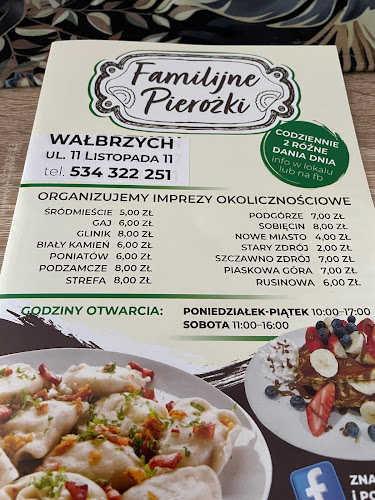 Familijne
Pierożki
WAŁBRZYCH
UL. 11 LISTOPADA 11
tel. 534 322 251
CODZIENNIE
2 RÓŻNE
DANIA DNIA
info w lokalu
lub na fb
ORGANIZUJEMY IMPREZY OKOLICZNOŚCIOWE
ŚRÓDMIEŚCIE 5,00 ZŁ
GAJ 6,00 ZŁ
GLINIK 8,00 ZŁ
BIAŁY KAMIEŃ 6,00 ZŁ
PONIATÓW 6,00 ZŁ
PODZAMCZE 8,00 ZŁ
STREFA 8,00 ZŁ
PODGÓRZE 7,00 ZŁ
SOBIĘCIN 8,00 ZŁ
NOWE MIASTO 4,00 ZŁ
STARY ZDRÓJ 2,00 ZŁ
SZCZAWNO ZDRÓJ 7,00 ZŁ
PIASKOWA GÓRA 7,00 ZŁ
RUSINOWA 6,00 ZŁ
GODZINY OTWARCIA: PONIEDZIAŁEK-PIĄTEK 10:00-17:00
SOBOTA 11:00-16:00
f
ZNA
I PO